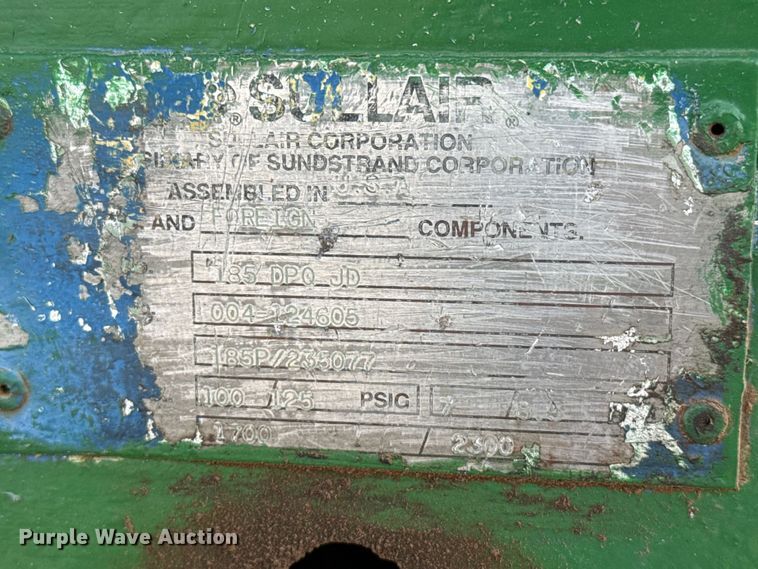 ® SULLAIR®
SULLAIR CORPORATION
OF SUNDSTRAND CORPORATION
ASSEMBLED IN
AND FOREIGN COMPONENTS.
185 DPQ JD
004-124605
185P/235077
100 / 125 PSIG 7 /
1700 / 2300
Purple Wave Auction